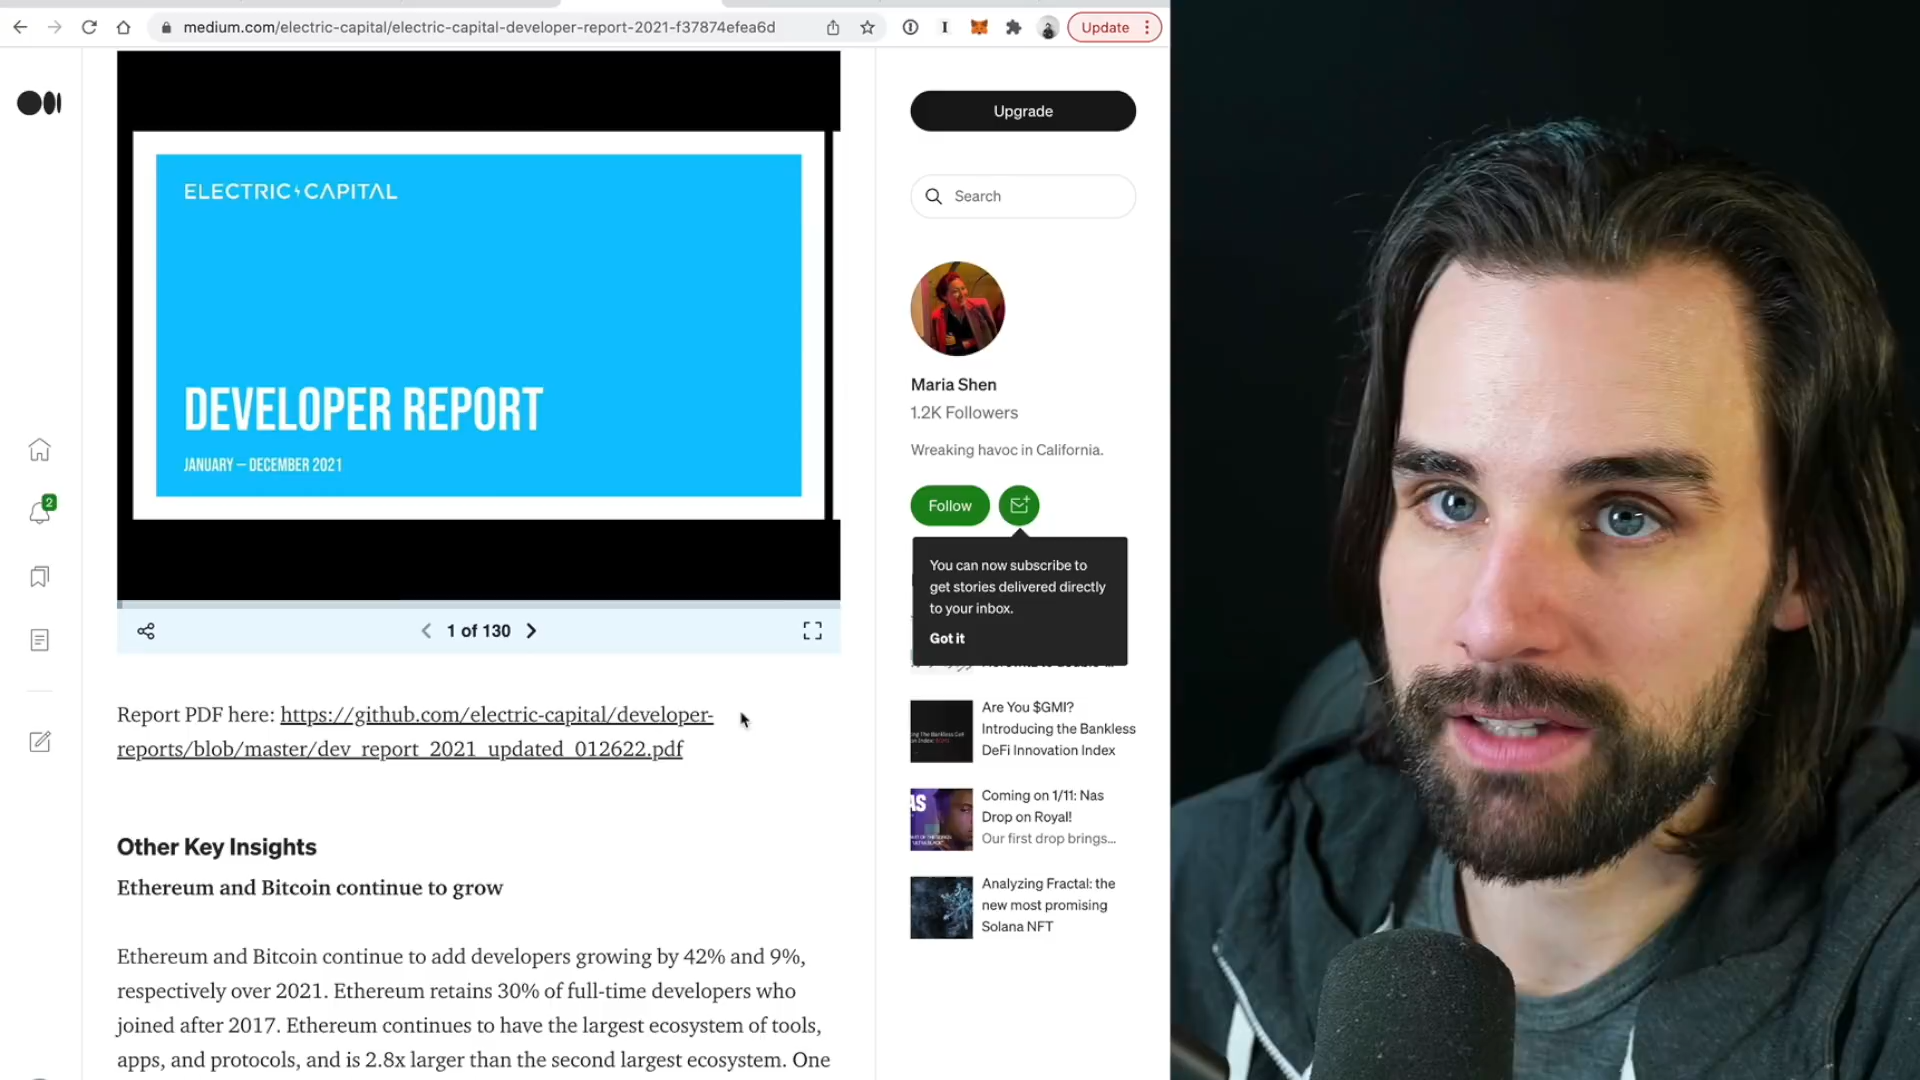 medium.com/electric-capital/electric-capital-developer-report-2021-f37874efea6d
Update
ELECTRIC CAPITAL
DEVELOPER REPORT
JANUARY – DECEMBER 2021
1 of 130
Report PDF here: https://github.com/electric-capital/developer-
reports/blob/master/dev_report_2021_updated_012622.pdf
Other Key Insights
Ethereum and Bitcoin continue to grow
Ethereum and Bitcoin continue to add developers growing by 42% and 9%,
respectively over 2021. Ethereum retains 30% of full-time developers who
joined after 2017. Ethereum continues to have the largest ecosystem of tools,
apps, and protocols, and is 2.8x larger than the second largest ecosystem. One
2
Upgrade
Search
Maria Shen
1.2K Followers
Wreaking havoc in California.
Follow
You can now subscribe to
get stories delivered directly
to your inbox.
Got it
Are You $GMI?
Introducing the Bankless
DeFi Innovation Index
Coming on 1/11: Nas
Drop on Royal!
Our first drop brings...
Analyzing Fractal: the
new most promising
Solana NFT